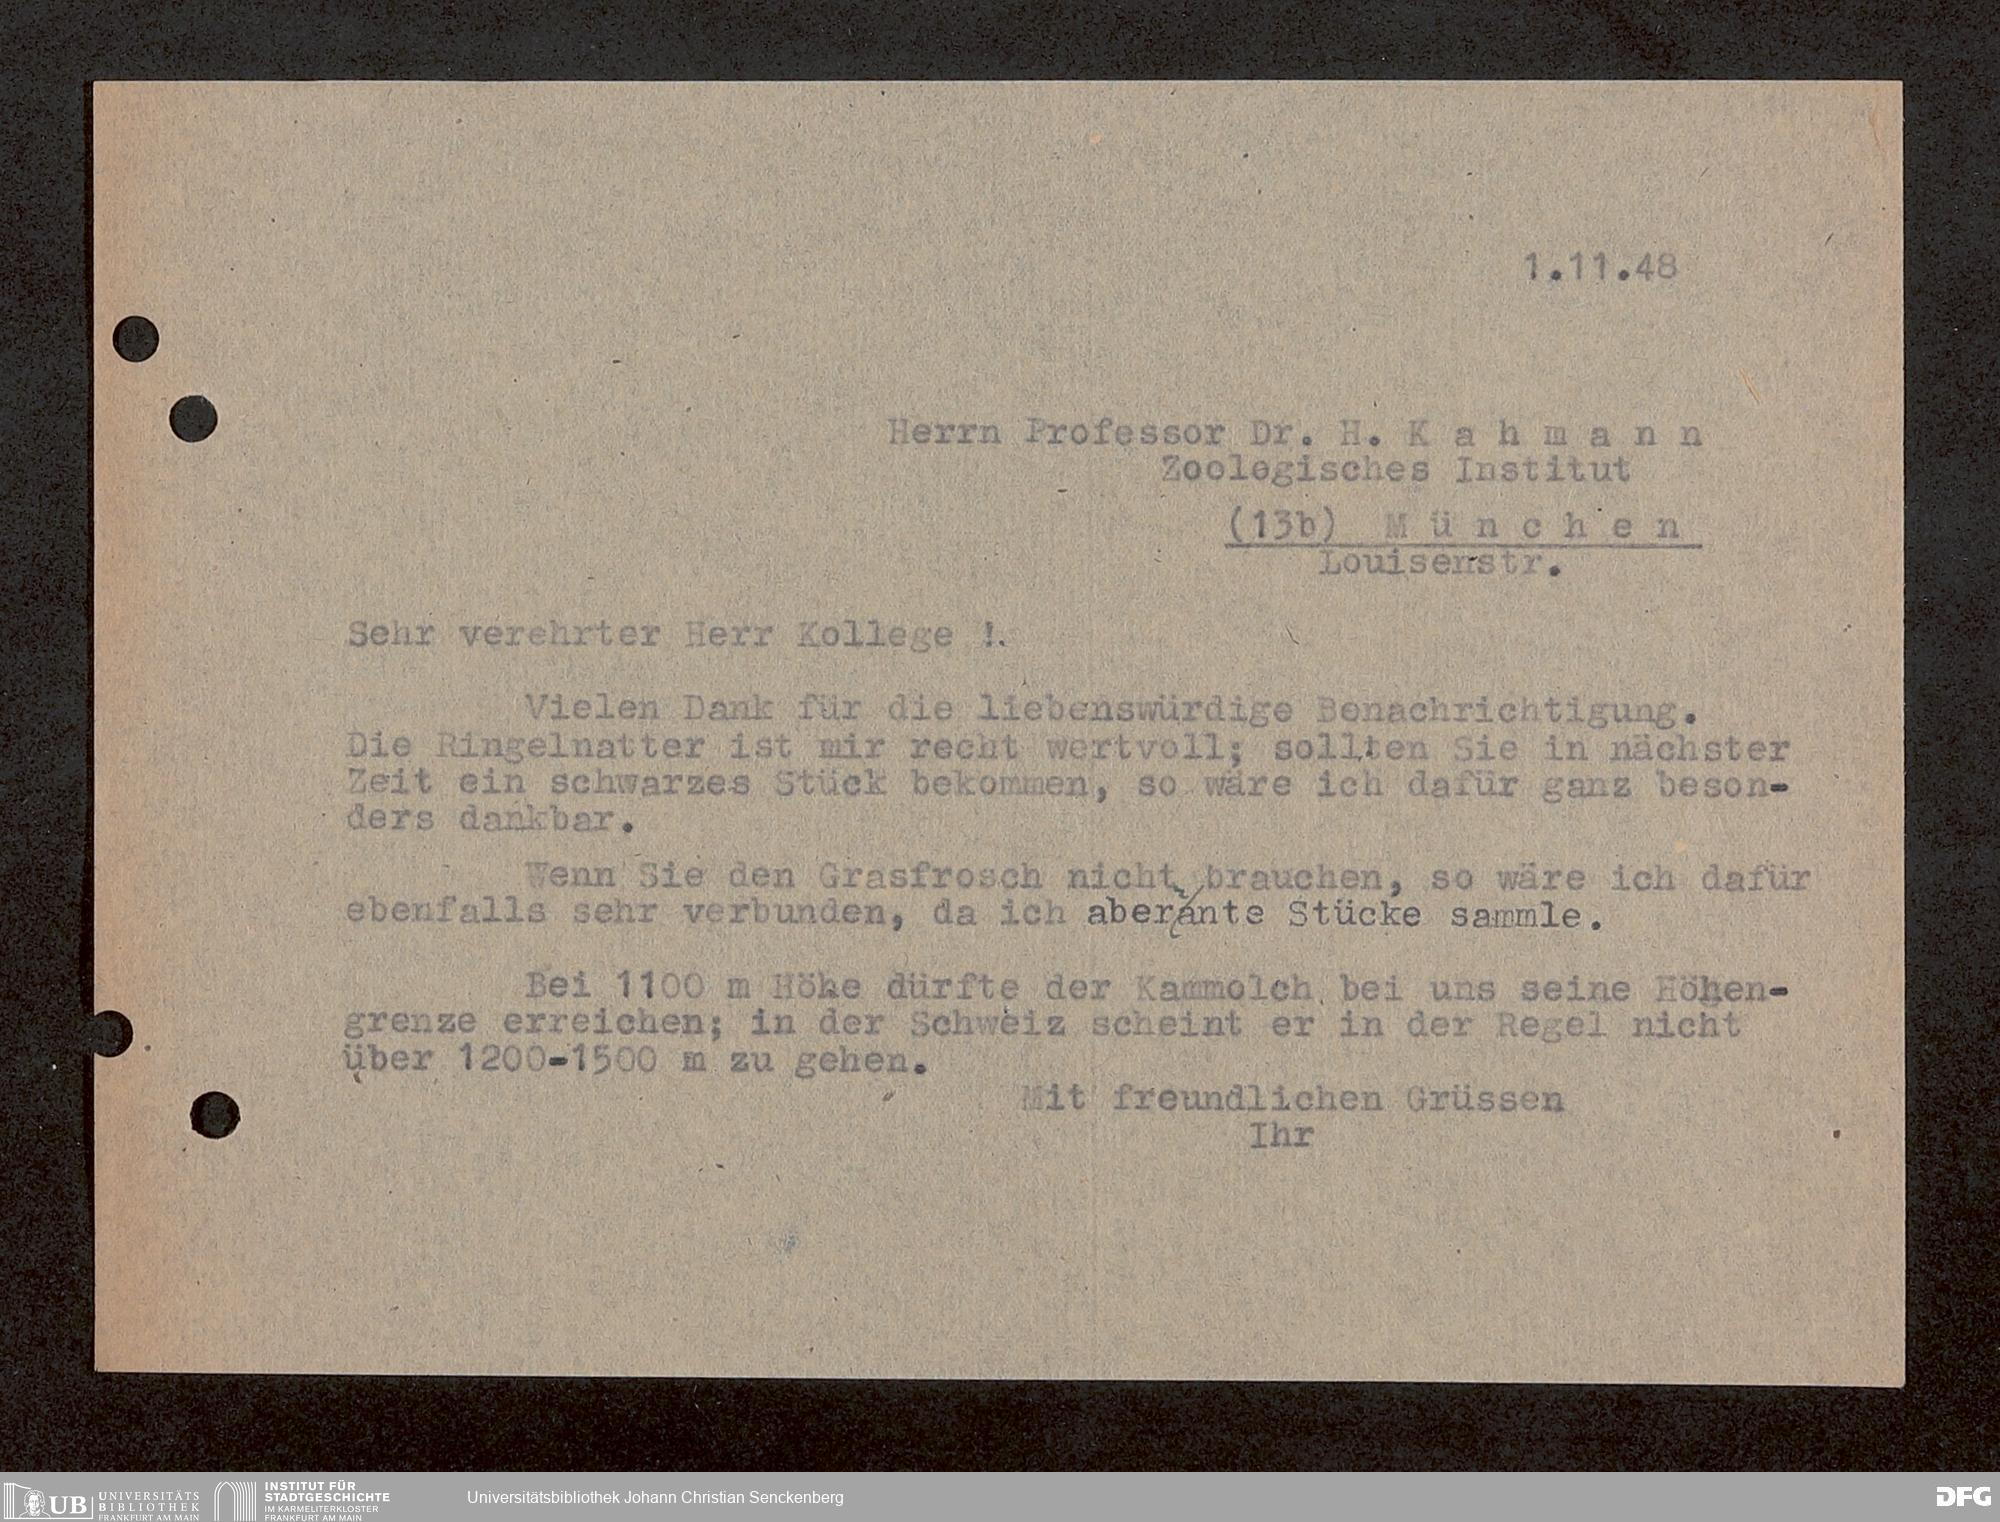 1.11.48
Herrn Professor Dr. H. K a h m a n n
Zoologisches Institut
(13b) M ü n c h e n
Louisenstr.
Sehr verehrter Herr Kollege !.
Vielen Dank für die liebenswürdige Benachrichtigung.
Die Ringelnatter ist mir recht wertvoll; sollten Sie in nächster
Zeit ein schwarzes Stück bekommen, so wäre ich dafür ganz beson-
ders dankbar.
Wenn Sie den Grasfrosch nicht brauchen, so wäre ich dafür
ebenfalls sehr verbunden, da ich aberrante Stücke sammle.
Bei 1100 m Höhe dürfte der Kammolch bei uns seine Höhen-
grenze erreichen; in der Schweiz scheint er in der Regel nicht
über 1200-1500 m zu gehen.
Mit freundlichen Grüssen
Ihr
UB UNIVERSITÄTS
BIBLIOTHEK
FRANKFURT AM MAIN
INSTITUT FÜR
STADTGESCHICHTE
IM KARMELITERKLOSTER
FRANKFURT AM MAIN
Universitätsbibliothek Johann Christian Senckenberg
DFG